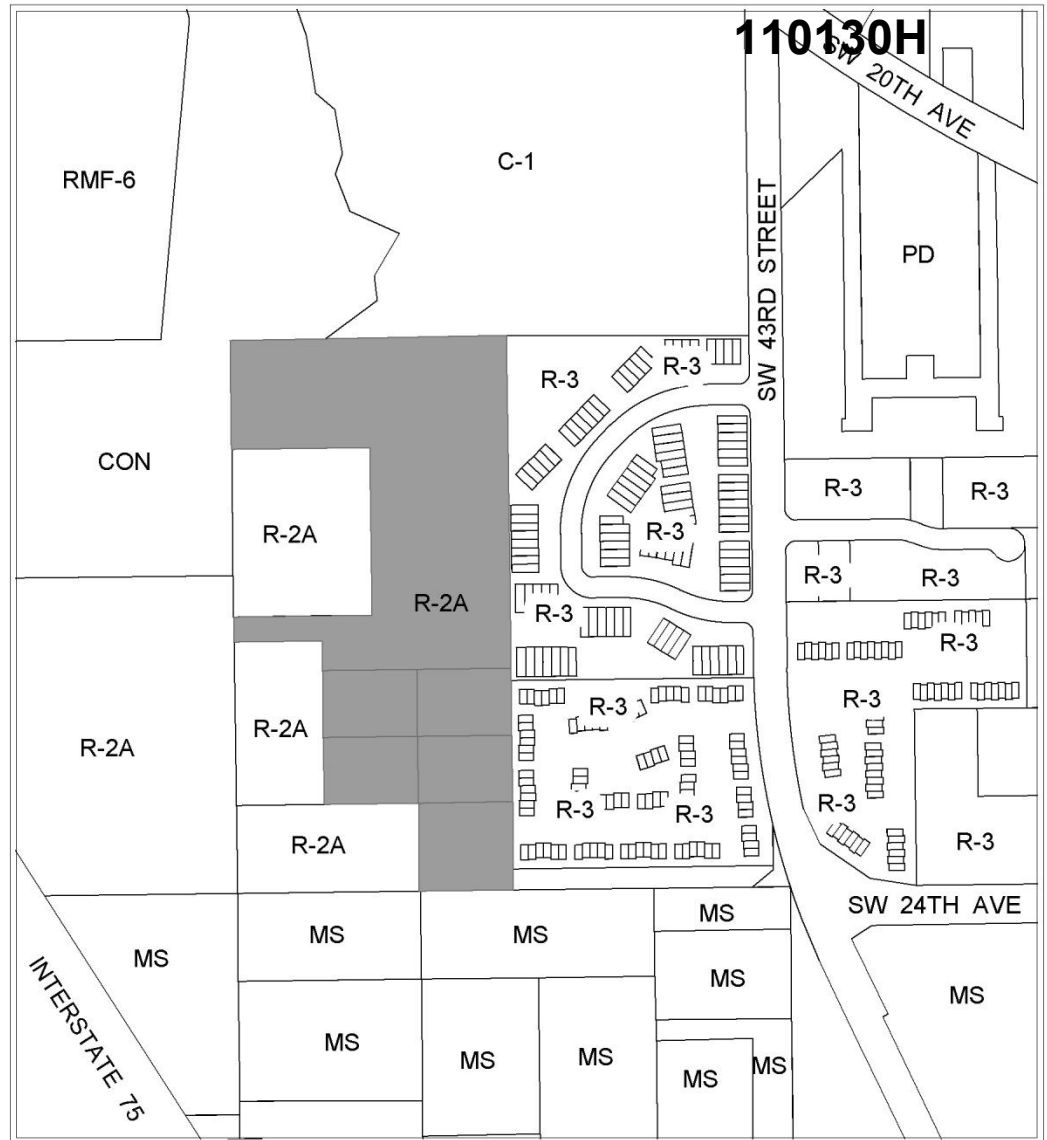 110130H
SW 20TH AVE
RMF-6
C-1
SW 43RD STREET
PD
R-3
R-3
CON
R-3
R-3
R-2A
R-3
R-3
R-3
R-2A
R-3
R-3
R-3
R-3
R-2A
R-2A
R-3
R-3
R-3
R-2A
R-3
SW 24TH AVE
MS
MS
MS
MS
MS
MS
INTERSTATE 75
MS
MS
MS
MS
MS